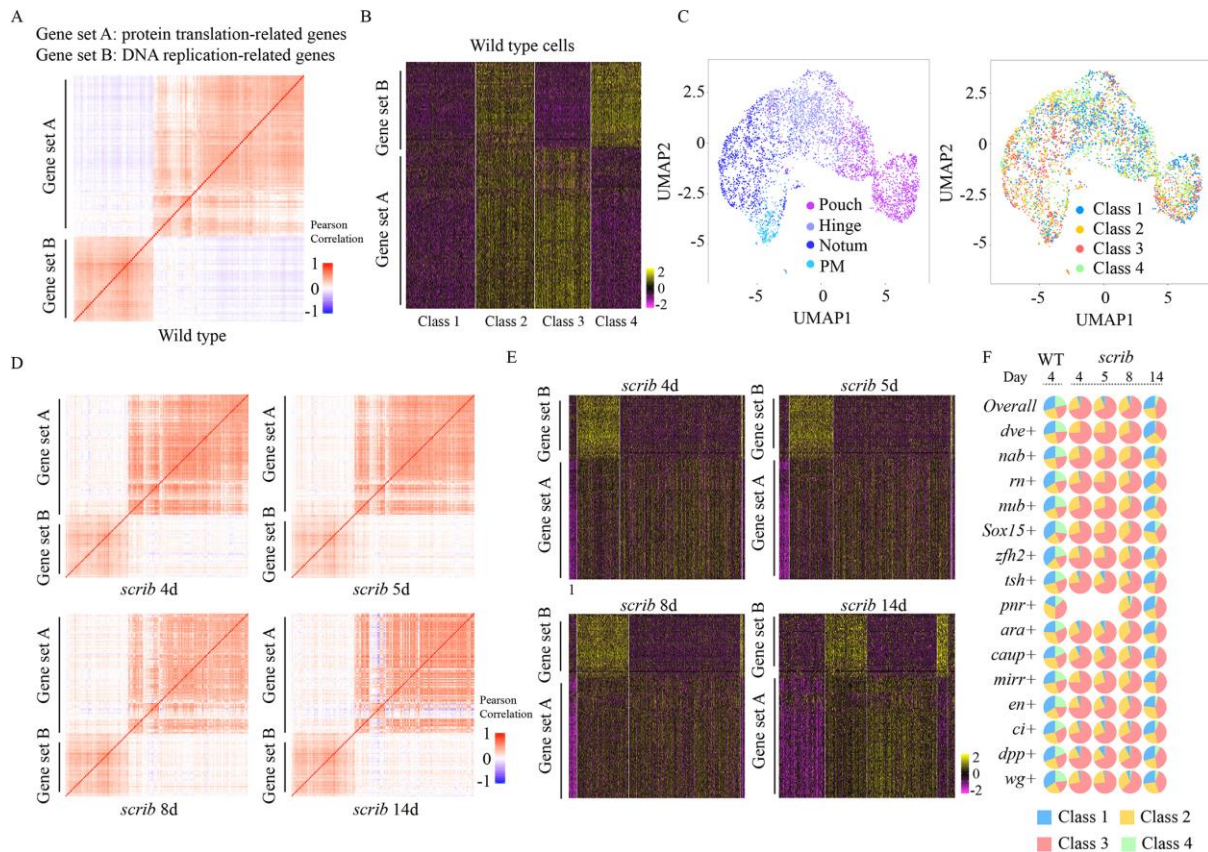 A
Gene set A: protein translation-related genes
Gene set B: DNA replication-related genes
Gene set A
Gene set B
Pearson
Correlation
1
0
-1
Wild type
B
Wild type cells
Gene set B
Gene set A
2
0
-2
Class 1 Class 2 Class 3 Class 4
C
UMAP2
2.5
0
-2.5
-5
Pouch
Hinge
Notum
PM
-5 0 5
UMAP1
UMAP2
2.5
0
-2.5
-5
Class 1
Class 2
Class 3
Class 4
-5 0 5
UMAP1
D
Gene set A
Gene set B
scrib 4d
Gene set A
Gene set B
scrib 5d
Gene set A
Gene set B
scrib 8d
Gene set A
Gene set B
scrib 14d
Pearson
Correlation
1
0
-1
E
scrib 4d
Gene set B
Gene set A
1
scrib 5d
Gene set B
Gene set A
scrib 8d
Gene set B
Gene set A
scrib 14d
Gene set B
Gene set A
2
0
-2
F
WT scrib
Day 4 4 5 8 14
Overall
dve+
nab+
rn+
nub+
Sox15+
zfh2+
tsh+
pnr+
ara+
caup+
mirr+
en+
ci+
dpp+
wg+
Class 1 Class 2
Class 3 Class 4